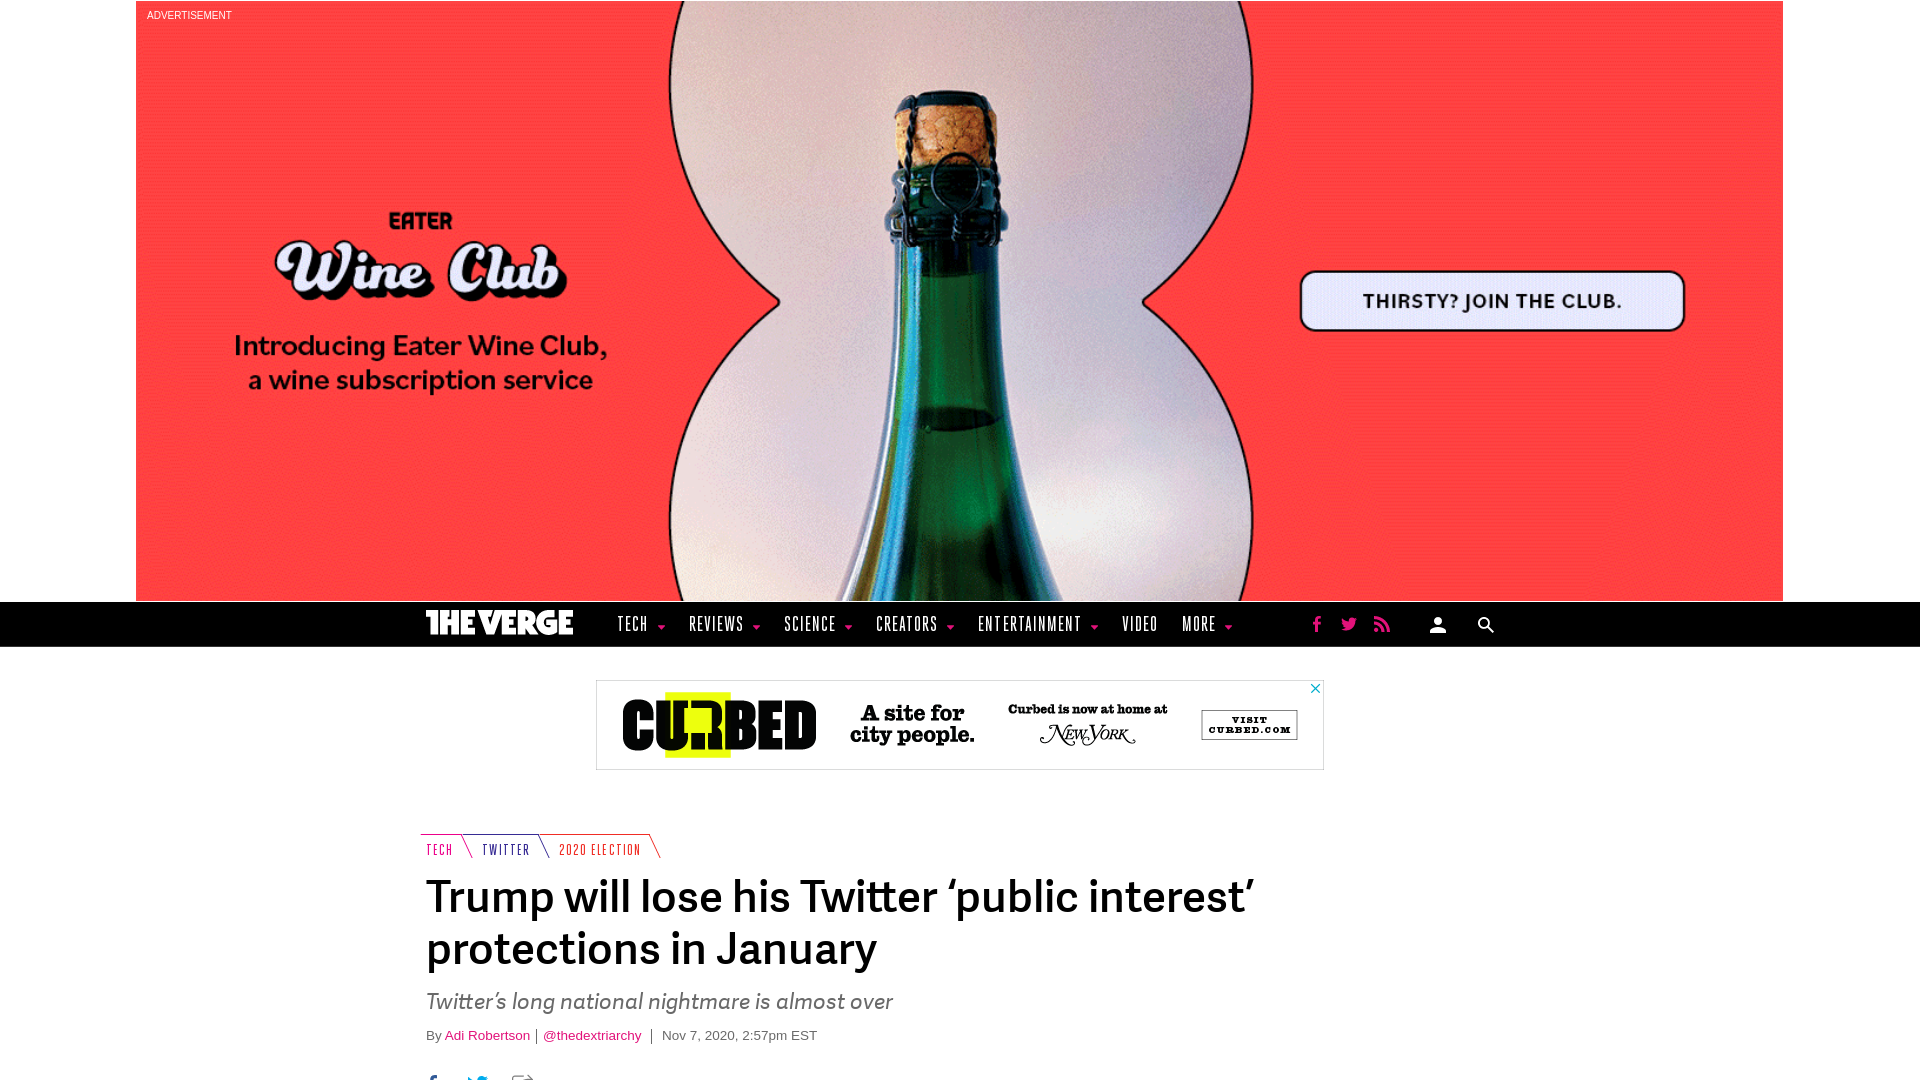 ADVERTISEMENT
EATER
Wine Club
Introducing Eater Wine Club,
a wine subscription service
THIRSTY? JOIN THE CLUB.
THE VERGE TECH REVIEWS SCIENCE CREATORS ENTERTAINMENT VIDEO MORE
CURBED
A site for
city people.
Curbed is now at home at
NEW YORK
VISIT
CURBED.COM
TECH TWITTER 2020 ELECTION
Trump will lose his Twitter ‘public interest’
protections in January
Twitter’s long national nightmare is almost over
By Adi Robertson | @thedextriarchy | Nov 7, 2020, 2:57pm EST